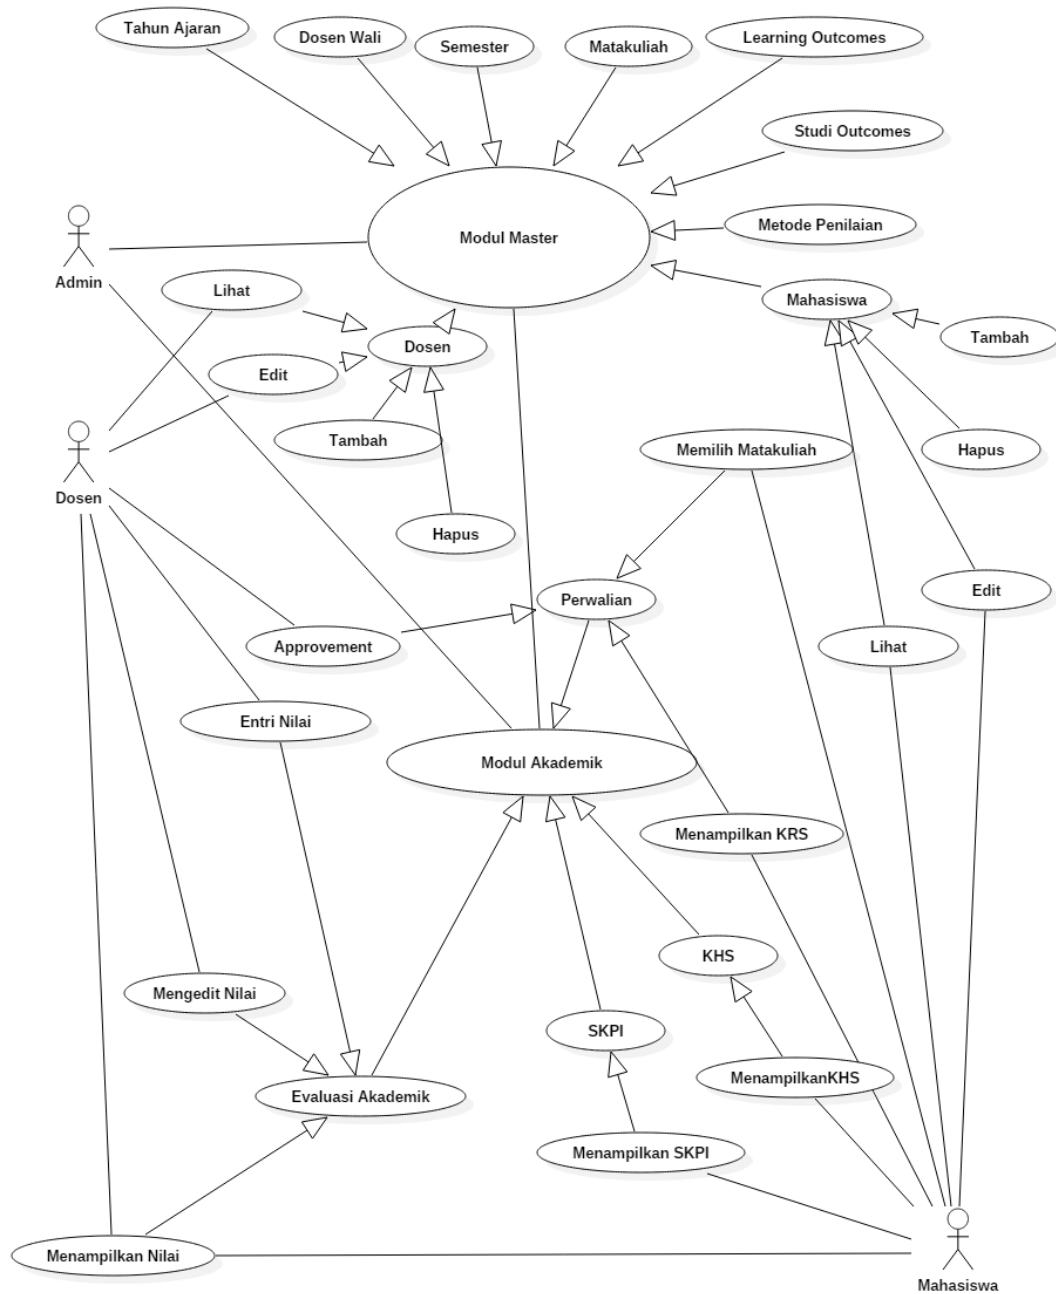 Tahun Ajaran
Dosen Wali
Semester
Matakuliah
Learning Outcomes
Studi Outcomes
Metode Penilaian
Modul Master
Admin
Lihat
Mahasiswa
Tambah
Dosen
Edit
Tambah
Memilih Matakuliah
Hapus
Dosen
Hapus
Perwalian
Edit
Approvement
Lihat
Entri Nilai
Modul Akademik
Menampilkan KRS
KHS
Mengedit Nilai
SKPI
MenampilkanKHS
Evaluasi Akademik
Menampilkan SKPI
Menampilkan Nilai
Mahasiswa